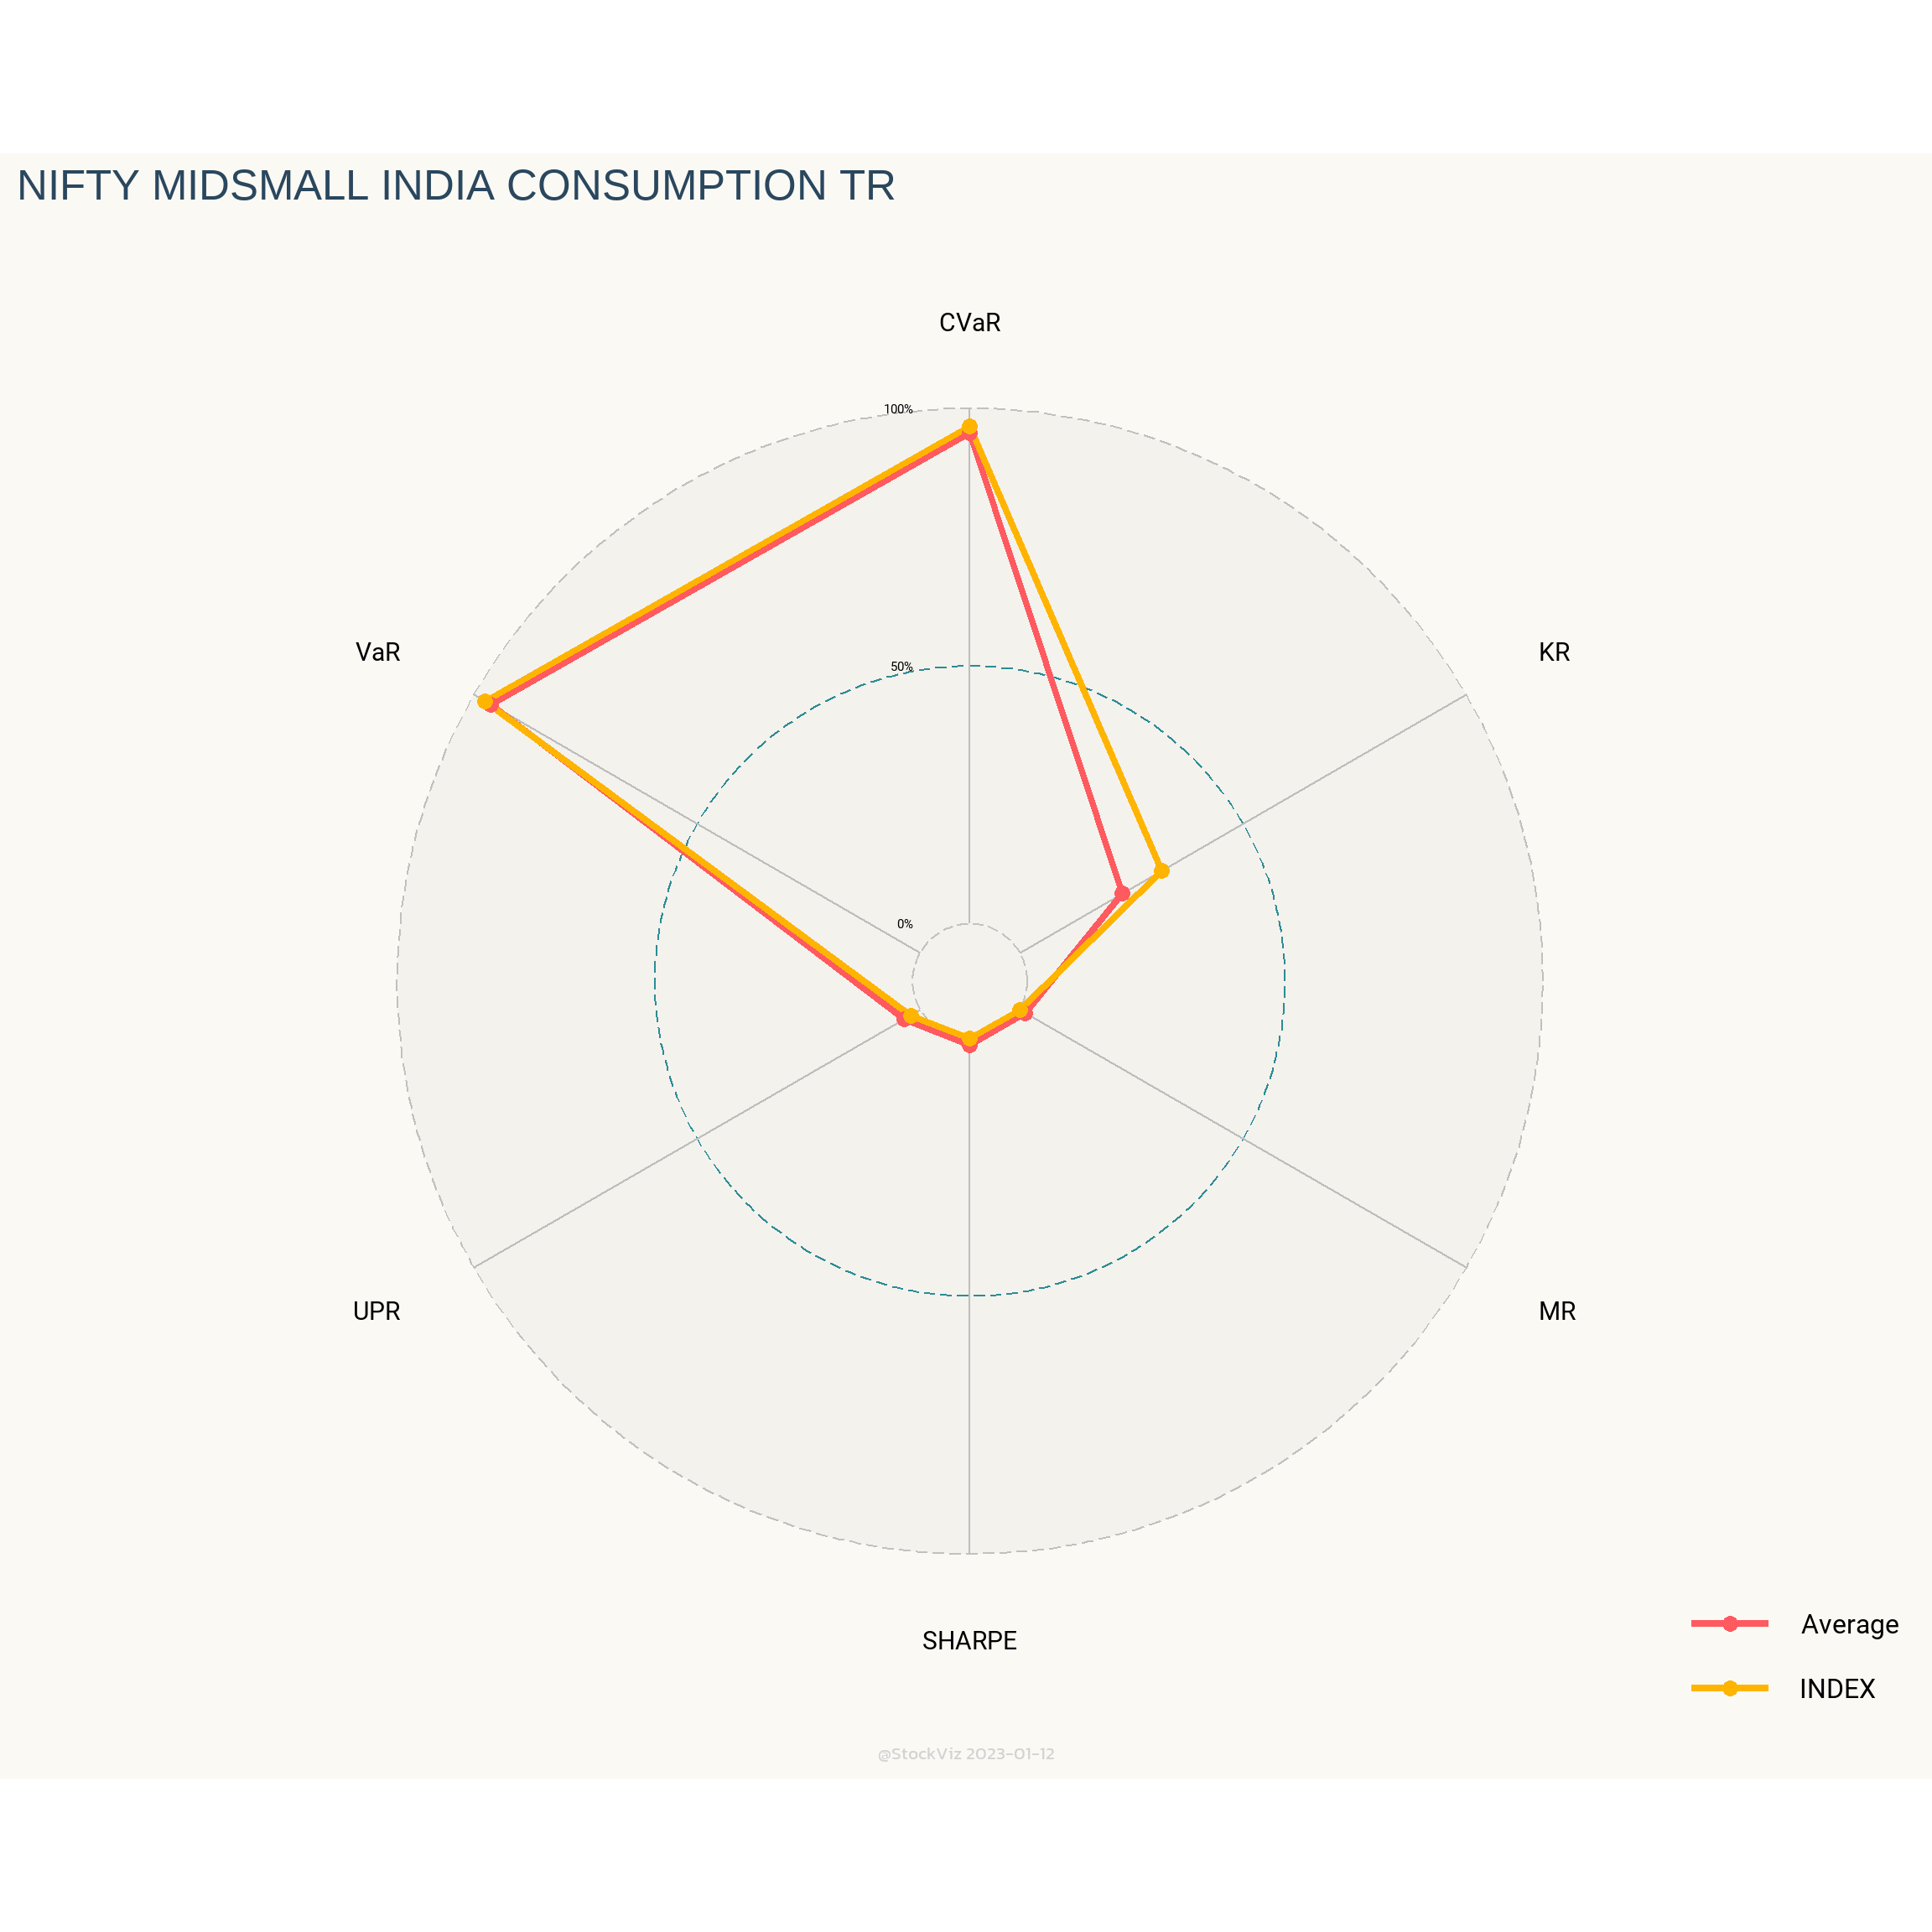 NIFTY MIDSMALL INDIA CONSUMPTION TR
CVaR
100%
KR
VaR
50%
0%
UPR
MR
SHARPE
Average
INDEX
@StockViz 2023-01-12